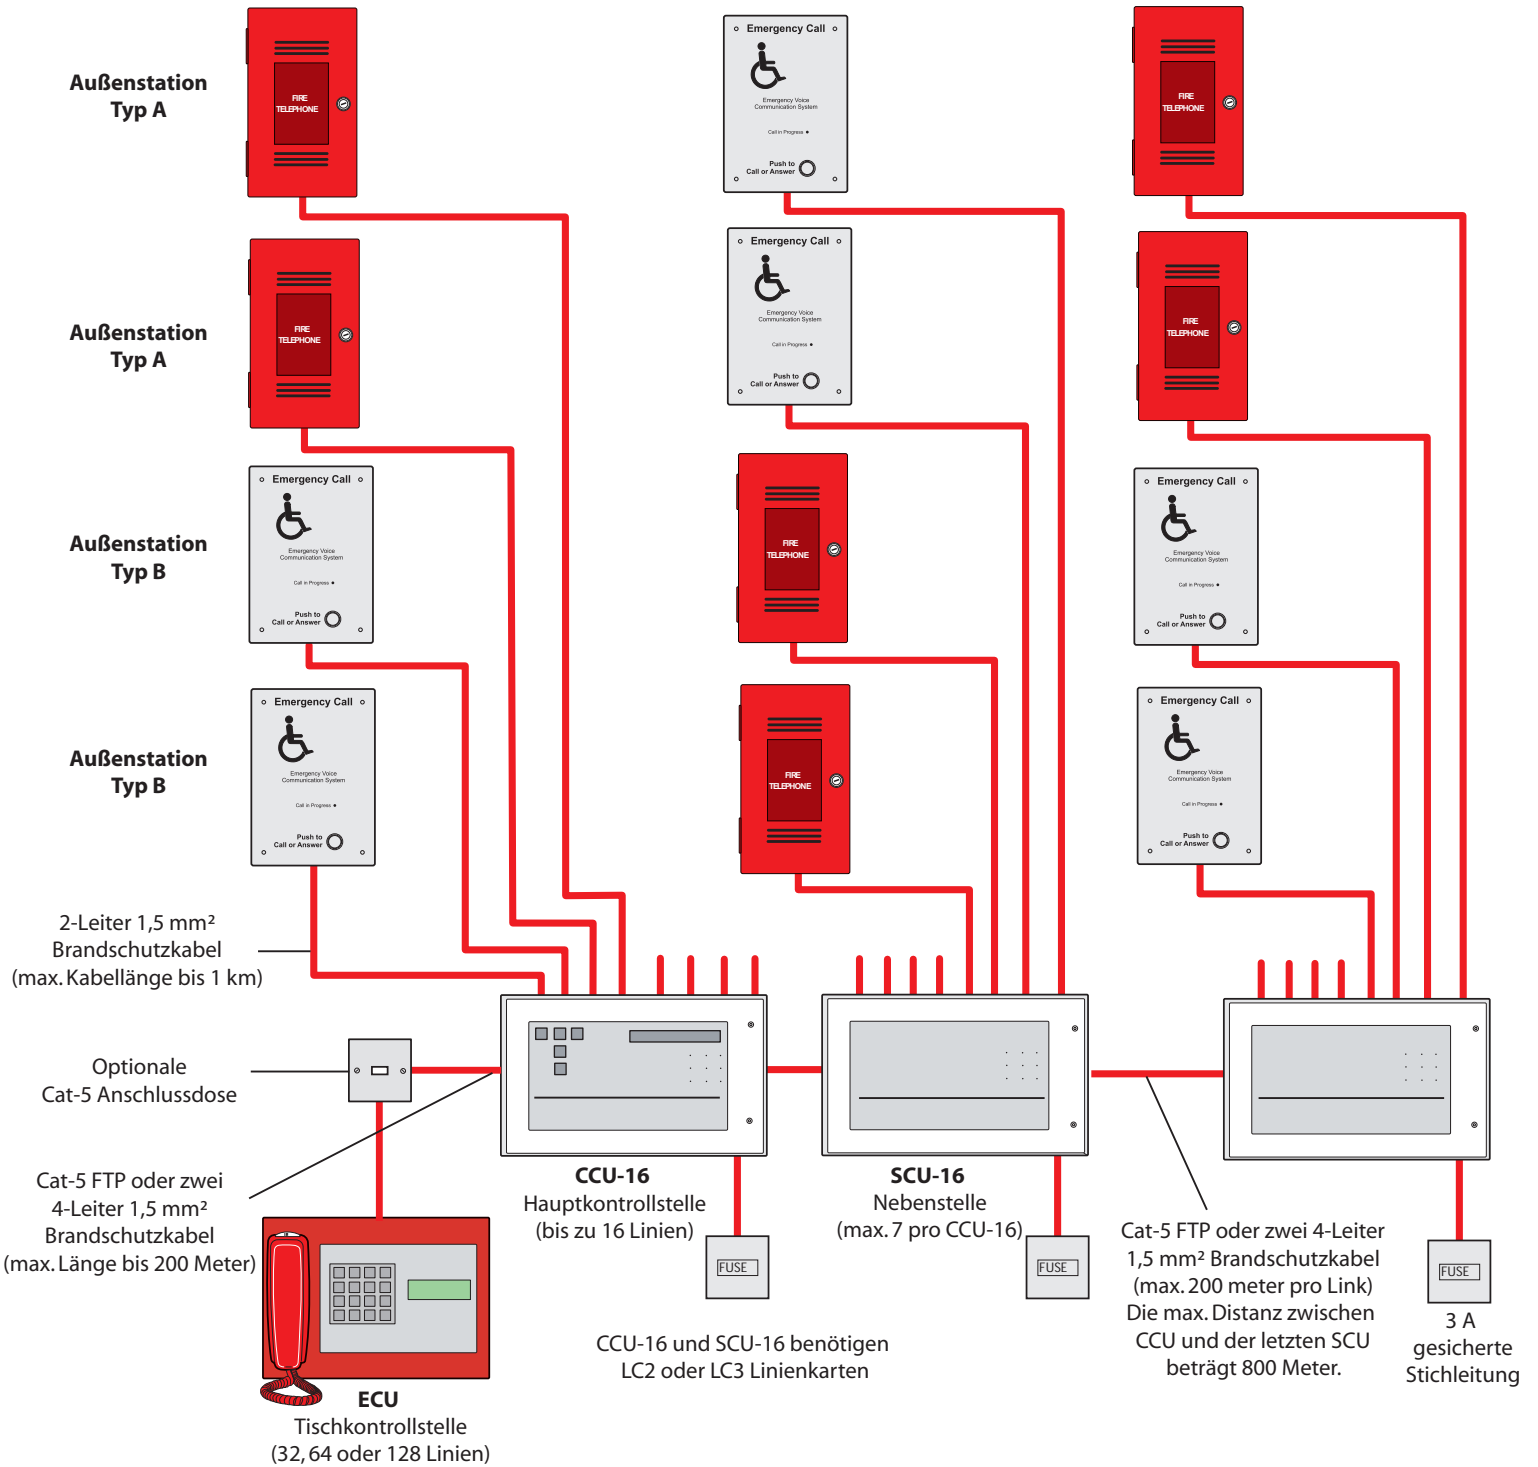 Außenstation
Typ A
FIRE
TELEPHONE
Emergency Call
Emergency Voice
Communication System
Call in Progress
Push to
Call or Answer
FIRE
TELEPHONE
Außenstation
Typ A
FIRE
TELEPHONE
Emergency Call
Emergency Voice
Communication System
Call in Progress
Push to
Call or Answer
FIRE
TELEPHONE
Außenstation
Typ B
Emergency Call
Emergency Voice
Communication System
Call in Progress
Push to
Call or Answer
FIRE
TELEPHONE
Emergency Call
Emergency Voice
Communication System
Call in Progress
Push to
Call or Answer
Außenstation
Typ B
Emergency Call
Emergency Voice
Communication System
Call in Progress
Push to
Call or Answer
FIRE
TELEPHONE
Emergency Call
Emergency Voice
Communication System
Call in Progress
Push to
Call or Answer
2-Leiter 1,5 mm²
Brandschutzkabel
(max. Kabellänge bis 1 km)
Optionale
Cat-5 Anschlussdose
Cat-5 FTP oder zwei
4-Leiter 1,5 mm²
Brandschutzkabel
(max. Länge bis 200 Meter)
CCU-16
Hauptkontrollstelle
(bis zu 16 Linien)
FUSE
SCU-16
Nebenstelle
(max. 7 pro CCU-16)
FUSE
Cat-5 FTP oder zwei 4-Leiter
1,5 mm² Brandschutzkabel
(max. 200 meter pro Link)
Die max. Distanz zwischen
CCU und der letzten SCU
beträgt 800 Meter.
FUSE
3 A
gesicherte
Stichleitung
CCU-16 und SCU-16 benötigen
LC2 oder LC3 Linienkarten
ECU
Tischkontrollstelle
(32, 64 oder 128 Linien)